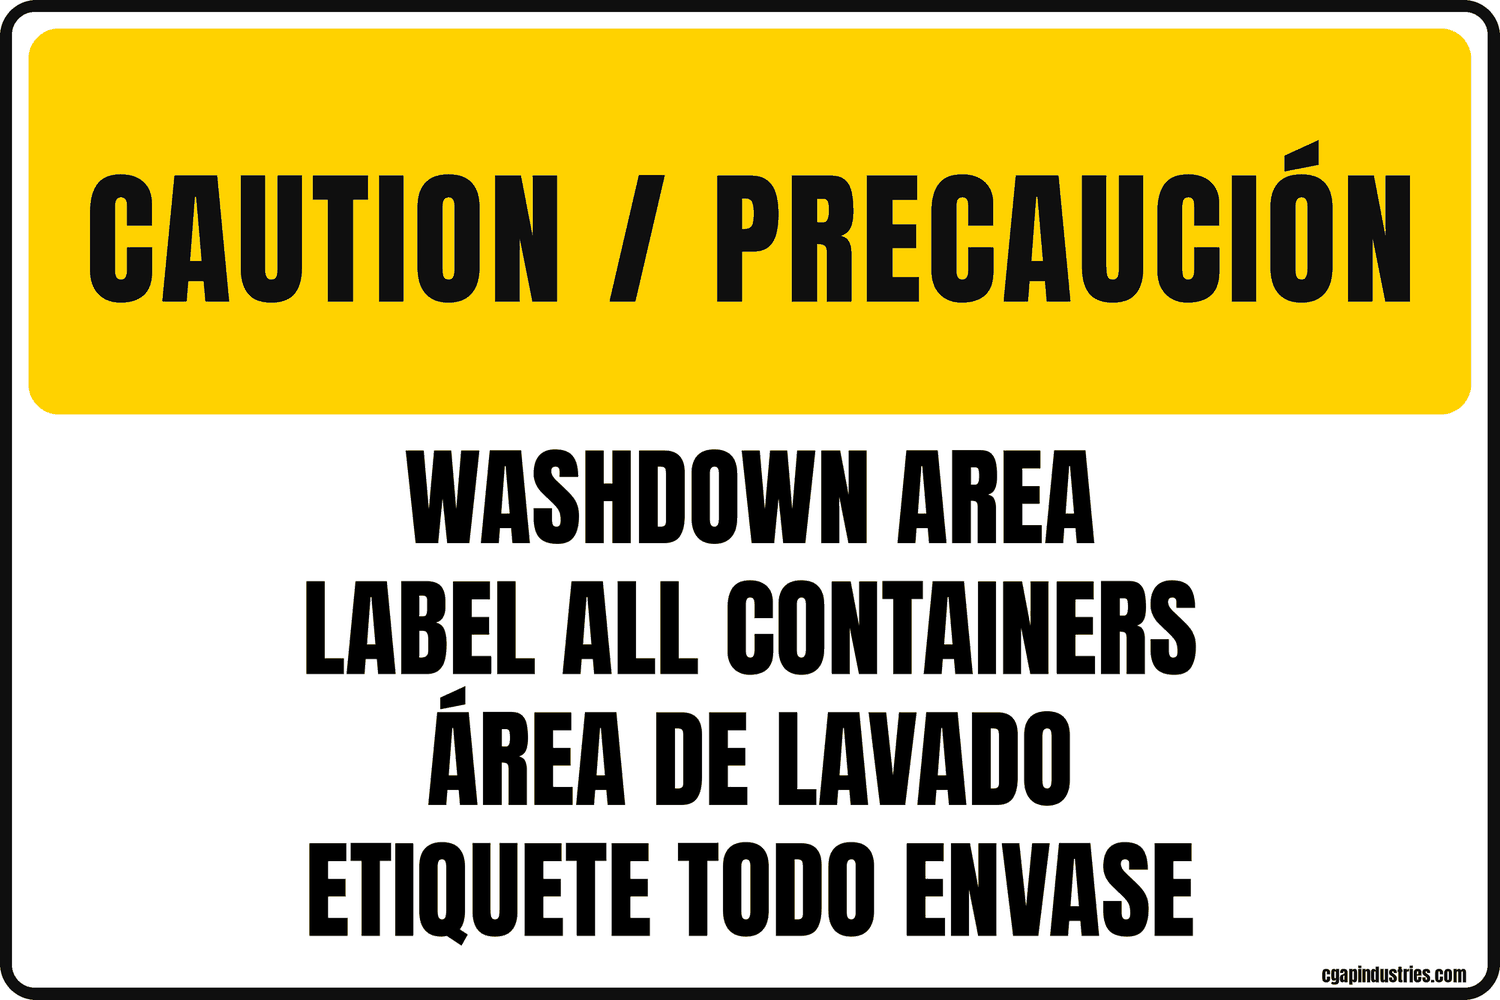 CAUTION / PRECAUCIÓN
WASHDOWN AREA
LABEL ALL CONTAINERS
ÁREA DE LAVADO
ETIQUETE TODO ENVASE
cgapindustries.com